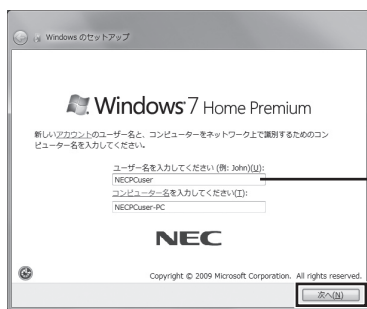 Windows のセットアップ
Windows 7 Home Premium
新しいアカウントのユーザー名と、コンピューターをネットワーク上で識別するためのコン
ピューター名を入力してください。
ユーザー名を入力してください (例: John)(U):
NECPCuser
コンピューター名を入力してください(T):
NECPCuser-PC
NEC
Copyright © 2009 Microsoft Corporation. All rights reserved.
次へ(N)